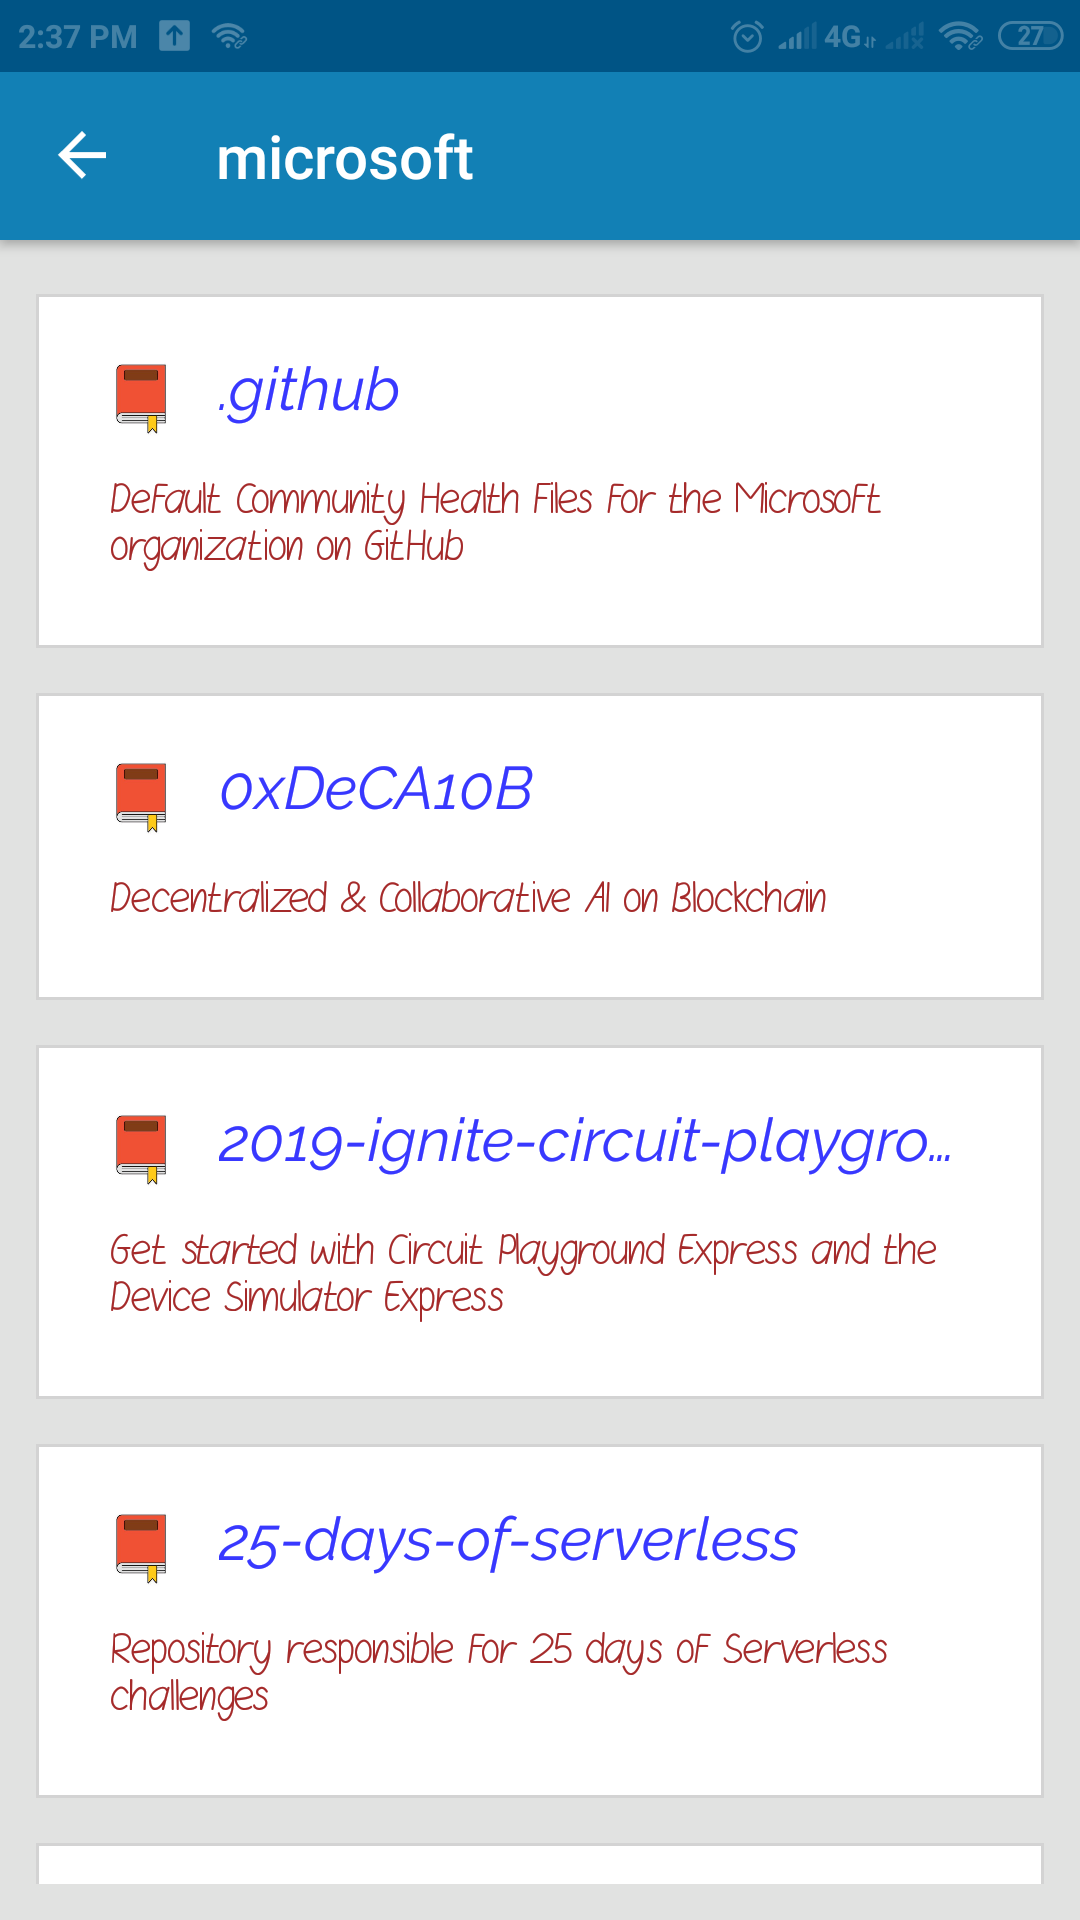 2:37 PM 4G 27
microsoft
.github
Default Community Health Files for the Microsoft
organization on GitHub
0xDeCA10B
Decentralized & Collaborative AI on Blockchain
2019-ignite-circuit-playgro...
Get started with Circuit Playground Express and the
Device Simulator Express
25-days-of-serverless
Repository responsible for 25 days of Serverless
challenges